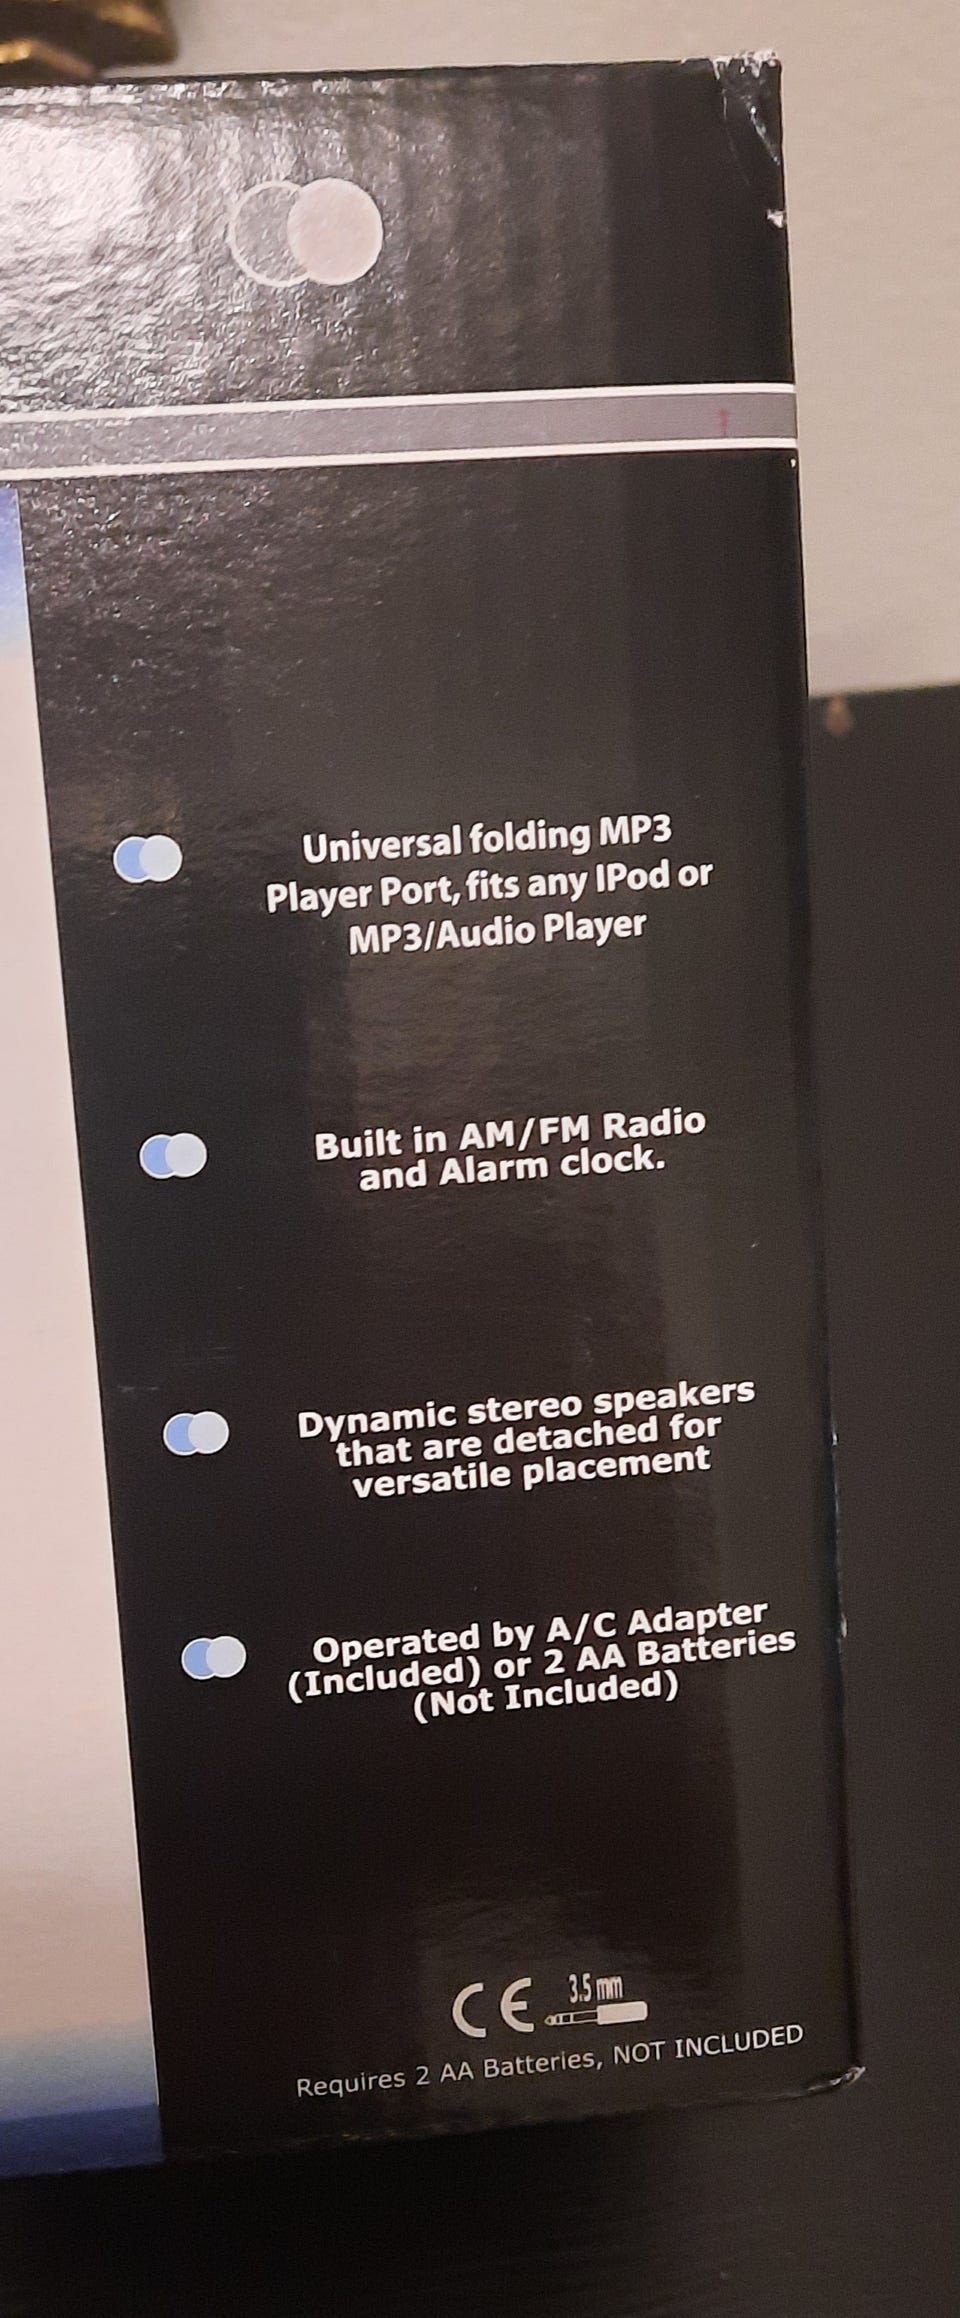 Universal folding MP3
Player Port, fits any IPod or
MP3/Audio Player
Built in AM/FM Radio
and Alarm clock.
Dynamic stereo speakers
that are detached for
versatile placement
Operated by A/C Adapter
(Included) or 2 AA Batteries
(Not Included)
CE 3.5 mm
Requires 2 AA Batteries, NOT INCLUDED